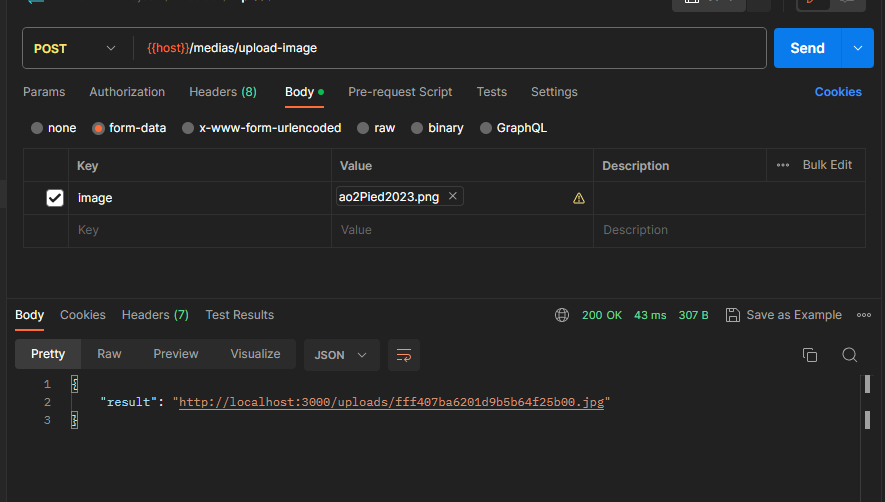 POST {{host}}/medias/upload-image Send
Params Authorization Headers (8) Body Pre-request Script Tests Settings Cookies
none form-data x-www-form-urlencoded raw binary GraphQL
Key Value Description Bulk Edit
image ao2Pied2023.png
Key Value Description
Body Cookies Headers (7) Test Results 200 OK 43 ms 307 B Save as Example
Pretty Raw Preview Visualize JSON
1 {
2 "result": "http://localhost:3000/uploads/fff407ba6201d9b5b64f25b00.jpg"
3 }